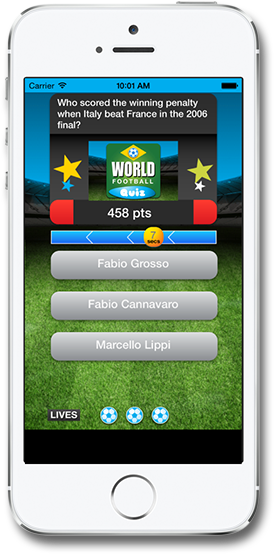 Carrier 10:01 AM
Who scored the winning penalty
when Italy beat France in the 2006
final?
WORLD
FOOTBALL
Quiz
458 pts
7
secs
Fabio Grosso
Fabio Cannavaro
Marcello Lippi
LIVES